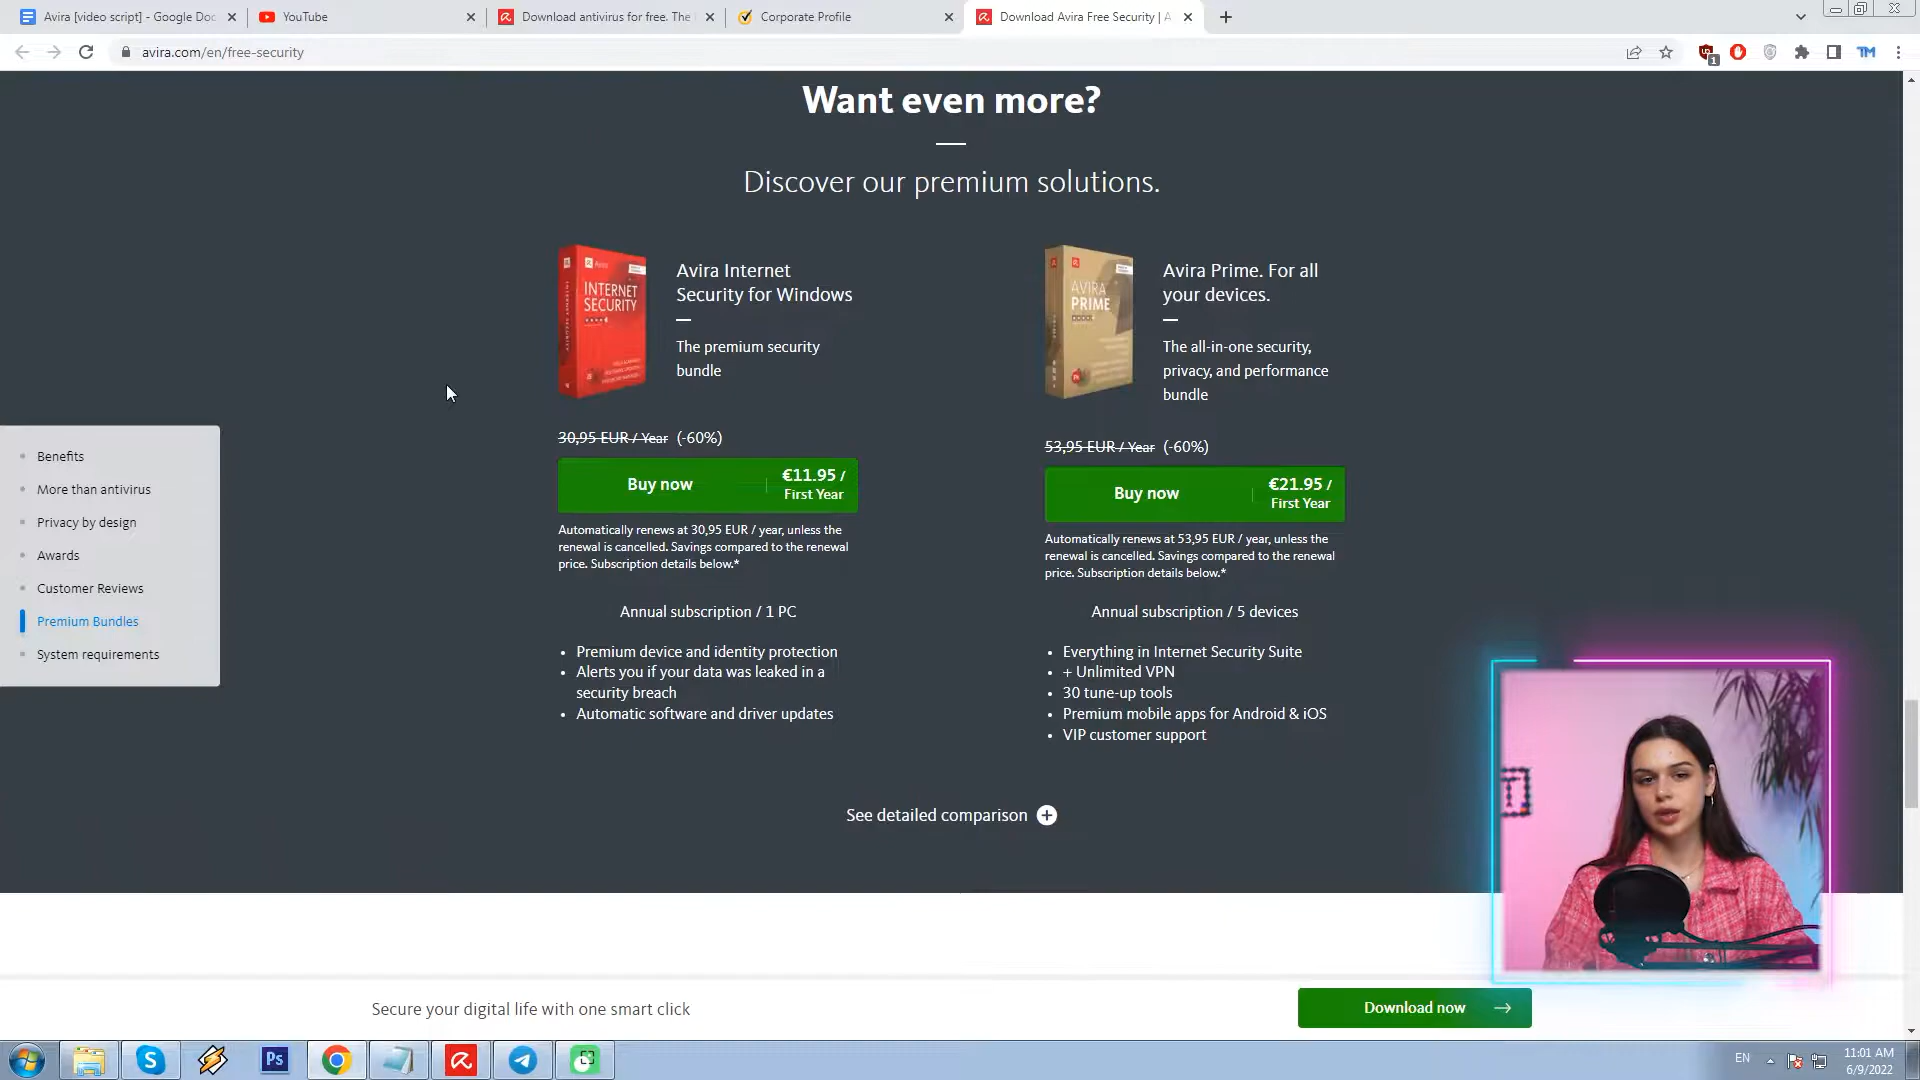 Avira [video script] - Google Doc
YouTube
Download antivirus for free. The
Corporate Profile
Download Avira Free Security | A
avira.com/en/free-security
1
TM
Want even more?
Discover our premium solutions.
Avira
INTERNET
SECURITY
Avira Internet
Security for Windows
The premium security
bundle
30,95 EUR / Year (-60%)
Buy now
€11.95 /
First Year
Automatically renews at 30,95 EUR / year, unless the
renewal is cancelled. Savings compared to the renewal
price. Subscription details below.*
Annual subscription / 1 PC
• Premium device and identity protection
• Alerts you if your data was leaked in a
security breach
• Automatic software and driver updates
AVIRA
PRIME
Avira Prime. For all
your devices.
The all-in-one security,
privacy, and performance
bundle
53,95 EUR / Year (-60%)
Buy now
€21.95 /
First Year
Automatically renews at 53,95 EUR / year, unless the
renewal is cancelled. Savings compared to the renewal
price. Subscription details below.*
Annual subscription / 5 devices
• Everything in Internet Security Suite
• + Unlimited VPN
• 30 tune-up tools
• Premium mobile apps for Android & iOS
• VIP customer support
Benefits
More than antivirus
Privacy by design
Awards
Customer Reviews
Premium Bundles
System requirements
See detailed comparison
Secure your digital life with one smart click
Download now
S
Ps
EN
11:01 AM
6/9/2022